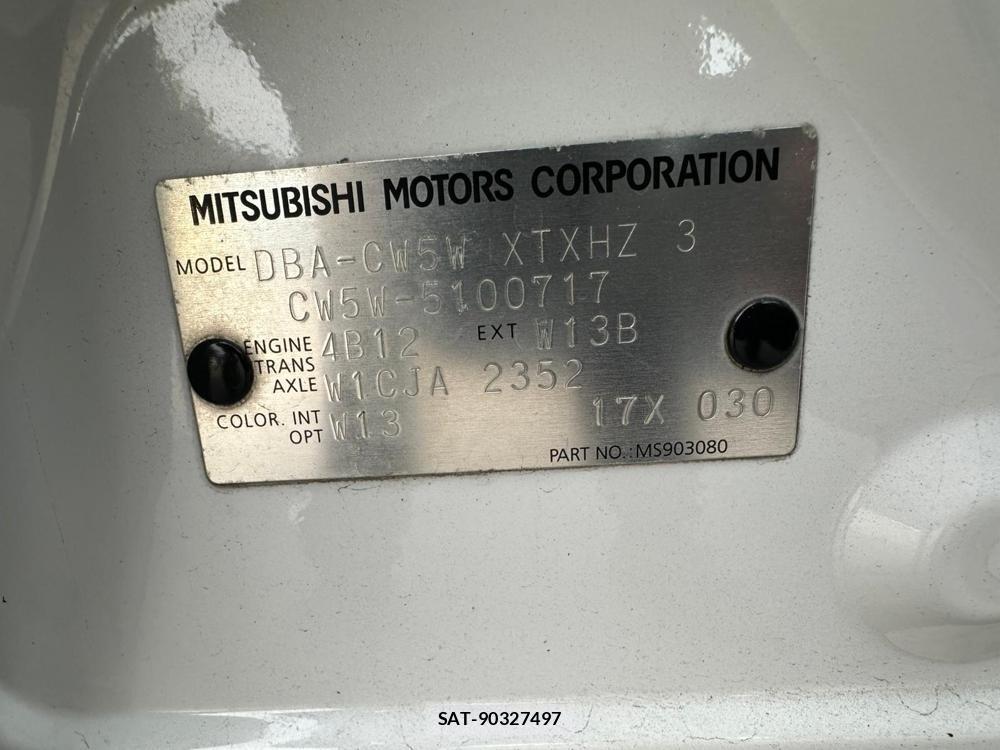 MITSUBISHI MOTORS CORPORATION
MODEL DBA-CW5W XTXHZ 3
CW5W-5100717
ENGINE 4B12 EXT W13B
TRANS
AXLE W1CJA 2352
COLOR. INT W13 17X 030
OPT
PART NO.:MS903080
SAT-90327497